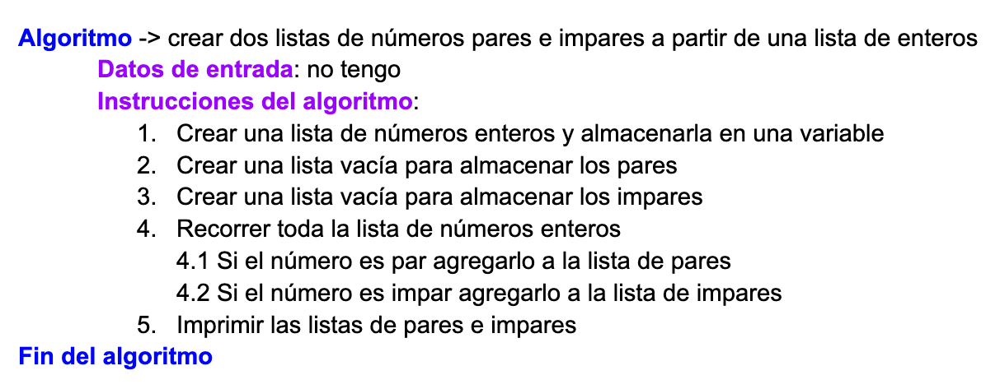 Algoritmo -> crear dos listas de números pares e impares a partir de una lista de enteros
Datos de entrada: no tengo
Instrucciones del algoritmo:
1. Crear una lista de números enteros y almacenarla en una variable
2. Crear una lista vacía para almacenar los pares
3. Crear una lista vacía para almacenar los impares
4. Recorrer toda la lista de números enteros
4.1 Si el número es par agregarlo a la lista de pares
4.2 Si el número es impar agregarlo a la lista de impares
5. Imprimir las listas de pares e impares
Fin del algoritmo